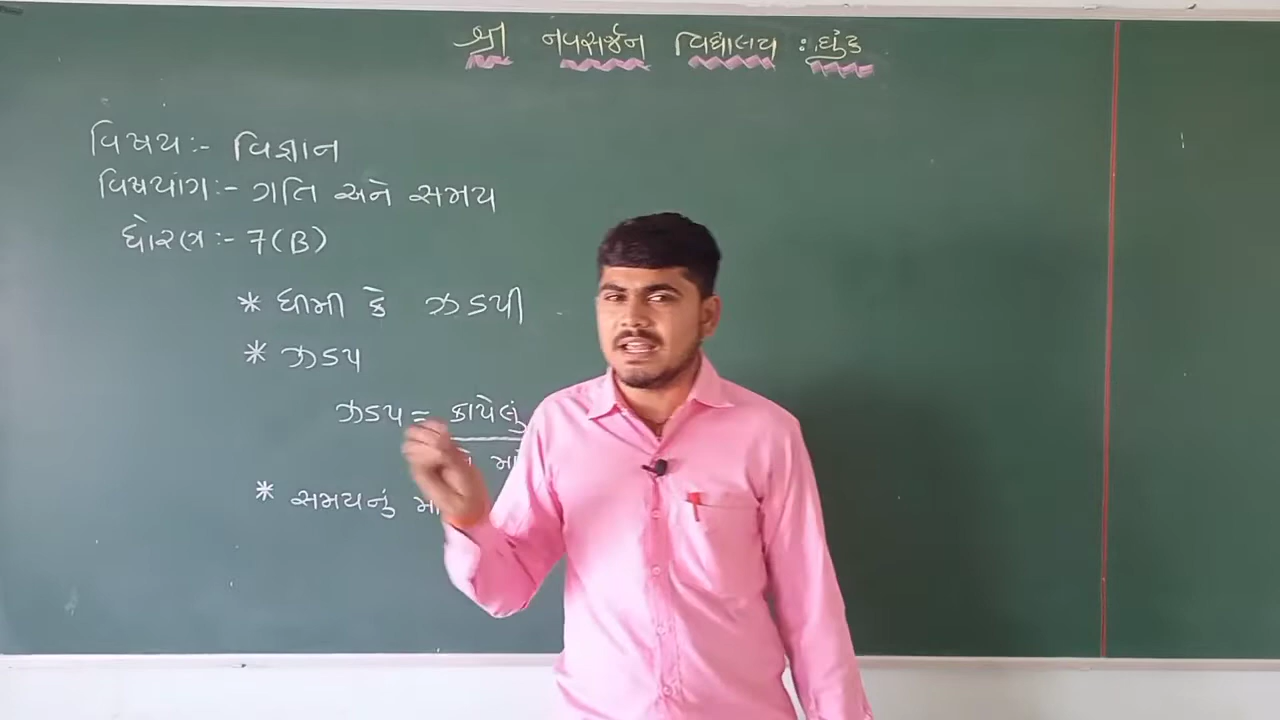 શ્રી નવસર્જન વિદ્યાલય : ઘુંટ
વિષય :- વિજ્ઞાન
વિષયાંગ :- ગતિ અને સમય
ધોરણ :- 7(B)
* ધીમી કે ઝડપી
* ઝડપ
ઝડપ = કાપેલું
* સમયનું